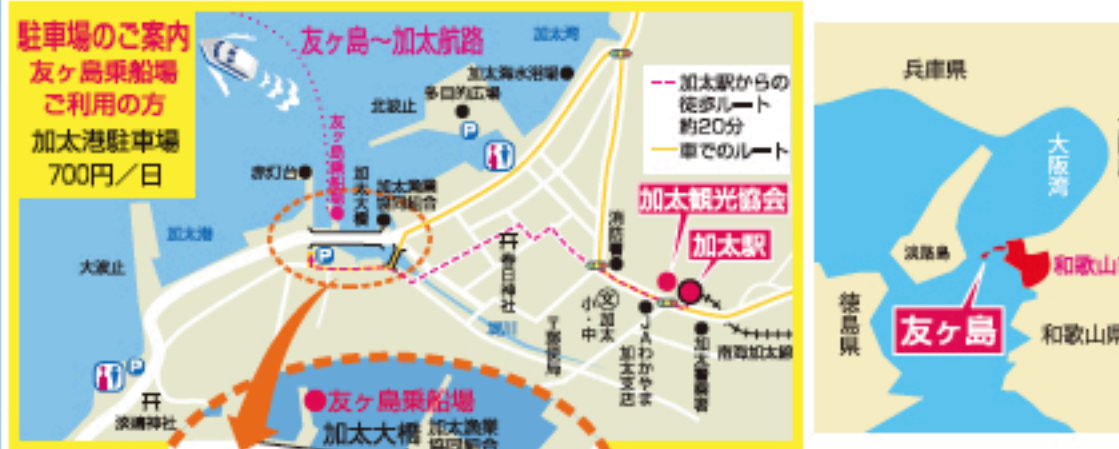 駐車場のご案内
友ヶ島乗船場
ご利用の方
加太港駐車場
700円／日
友ヶ島～加太航路
加太湾
加太海水浴場
多目的広場
北波止
P
友ヶ島乗船場
赤灯台
加太大橋
加太漁業
協同組合
加太港
大波止
P
--加太駅からの
徒歩ルート
約20分
―車でのルート
加太観光協会
加太駅
消防署
春日神社
堤川
〒郵便局
文加太
小・中
JAわかやま
加太支店
加太警察署
南海加太線
P
淡嶋神社
友ヶ島乗船場
加太大橋
加太漁業
協同組合
兵庫県
大阪湾
淡路島
和歌山
徳島県
友ヶ島
和歌山県